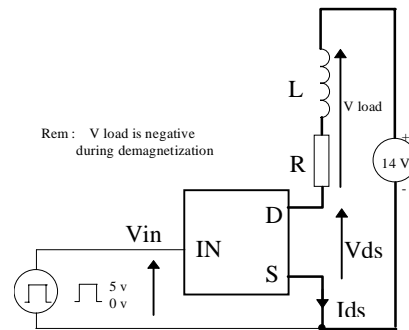 L
V load
Rem :   V load is negative
during demagnetization
R
+
14 V
-
D
Vin
IN
Vds
S
5 v
0 v
Ids